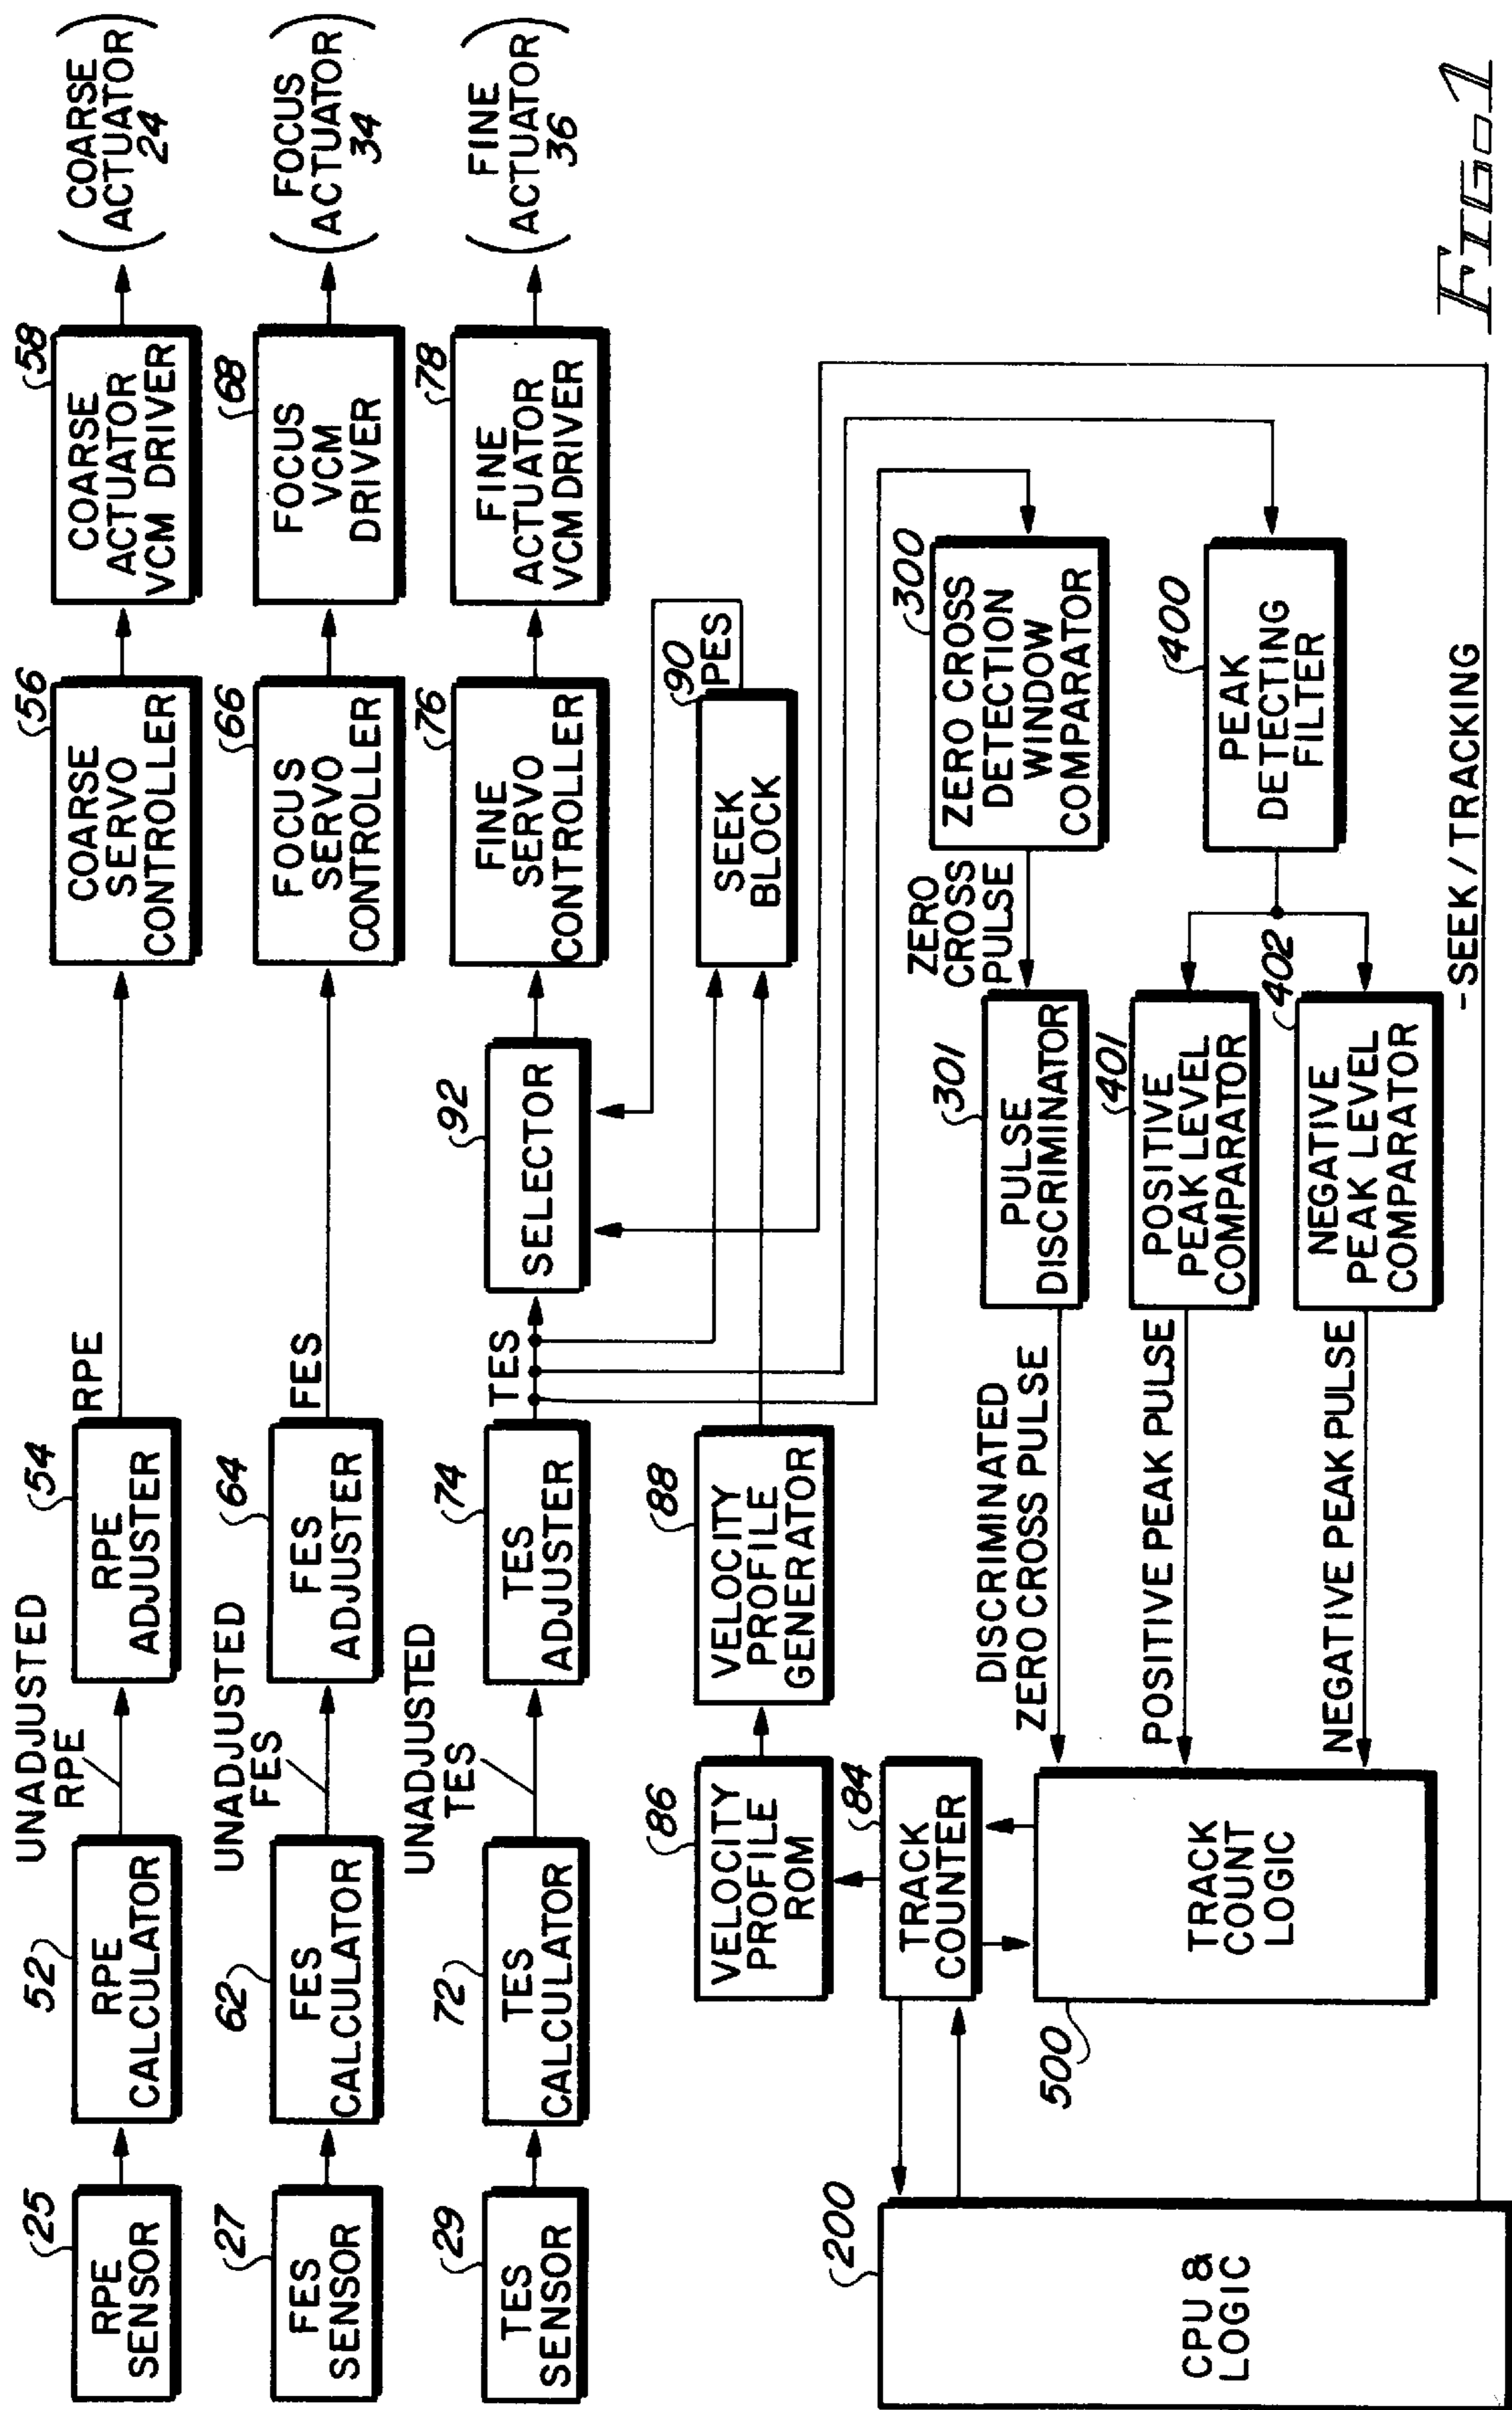 25
RPE
SENSOR
52
RPE
CALCULATOR
UNADJUSTED
RPE
54
RPE
ADJUSTER
RPE
56
COARSE
SERVO
CONTROLLER
58
COARSE
ACTUATOR
VCM DRIVER
(COARSE
ACTUATOR)
24
27
FES
SENSOR
62
FES
CALCULATOR
UNADJUSTED
FES
64
FES
ADJUSTER
FES
66
FOCUS
SERVO
CONTROLLER
68
FOCUS
VCM
DRIVER
(FOCUS
ACTUATOR)
34
29
TES
SENSOR
72
TES
CALCULATOR
UNADJUSTED
TES
74
TES
ADJUSTER
TES
92
SELECTOR
76
FINE
SERVO
CONTROLLER
78
FINE
ACTUATOR
VCM DRIVER
(FINE
ACTUATOR)
36
86
VELOCITY
PROFILE
ROM
88
VELOCITY
PROFILE
GENERATOR
90
SEEK
BLOCK
PES
200
CPU &
LOGIC
84
TRACK
COUNTER
500
TRACK
COUNT
LOGIC
DISCRIMINATED
ZERO CROSS PULSE
301
PULSE
DISCRIMINATOR
ZERO
CROSS
PULSE
300
ZERO CROSS
DETECTION
WINDOW
COMPARATOR
POSITIVE PEAK PULSE
401
POSITIVE
PEAK LEVEL
COMPARATOR
400
PEAK
DETECTING
FILTER
NEGATIVE PEAK PULSE
402
NEGATIVE
PEAK LEVEL
COMPARATOR
-SEEK / TRACKING
FIG. 1